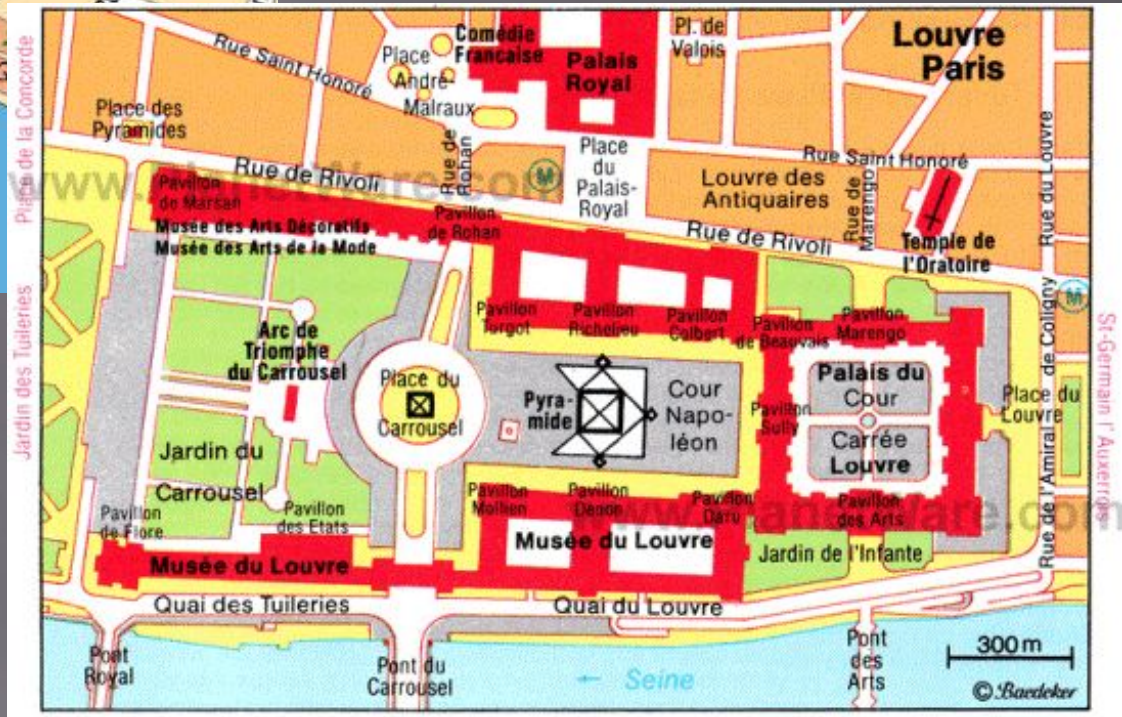 Louvre
Paris
Comédie
Francaise
Palais
Royal
Pl. de
Valois
Place
André-
Malraux
Rue Saint Honoré
Place des
Pyramides
Place de la Concorde
Rue de
Rohan
Rue de Rivoli
www.PlanetWare.com
M
Place
du
Palais-
Royal
Louvre des
Antiquaires
Rue Saint Honoré
Rue de
Marengo
Rue du Louvre
Pavillon
de Marsan
Musée des Arts Décoratifs
Musée des Arts de la Mode
Pavillon
de Rohan
Rue de Rivoli
Temple de
l'Oratoire
M
Jardin des Tuileries
Arc de
Triomphe
du Carrousel
Pavillon
Turgot
Pavillon
Richelieu
Pavillon
Colbert
Pavillon
de Beauvais
Pavillon
Marengo
Rue de l'Amiral - de Coligny
St-Germain l'Auxerrois
Place du
Carrousel
Pyra-
mide
Cour
Napo-
léon
Pavillon
Sully
Palais du
Cour
Carrée
Louvre
Place du
Louvre
Jardin du
Carrousel
Pavillon
de Flore
Pavillon
des Etats
Pavillon
Mollien
Pavillon
Denon
Pavillon
Daru
Pavillon
des Arts
www.PlanetWare.com
Musée du Louvre
Musée du Louvre
Jardin de l'Infante
Quai des Tuileries
Quai du Louvre
Pont
Royal
Pont du
Carrousel
← Seine
Pont
des
Arts
300 m
© Baedeker